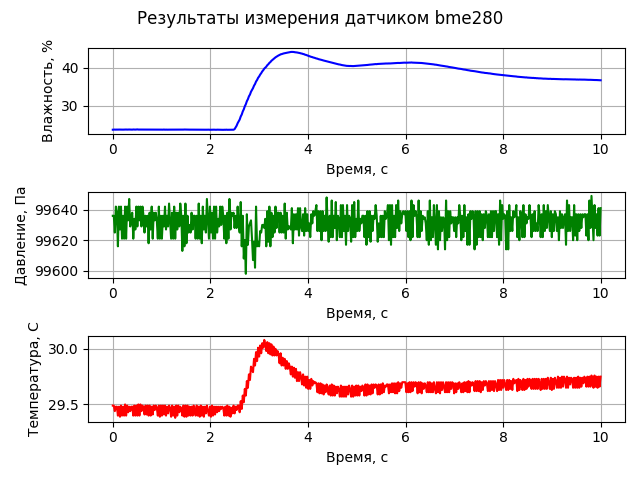 Результаты измерения датчиком bme280
Влажность, %
40
30
0 2 4 6 8 10
Время, с
Давление, Па
99640
99620
99600
0 2 4 6 8 10
Время, с
Температура, С
30.0
29.5
0 2 4 6 8 10
Время, с